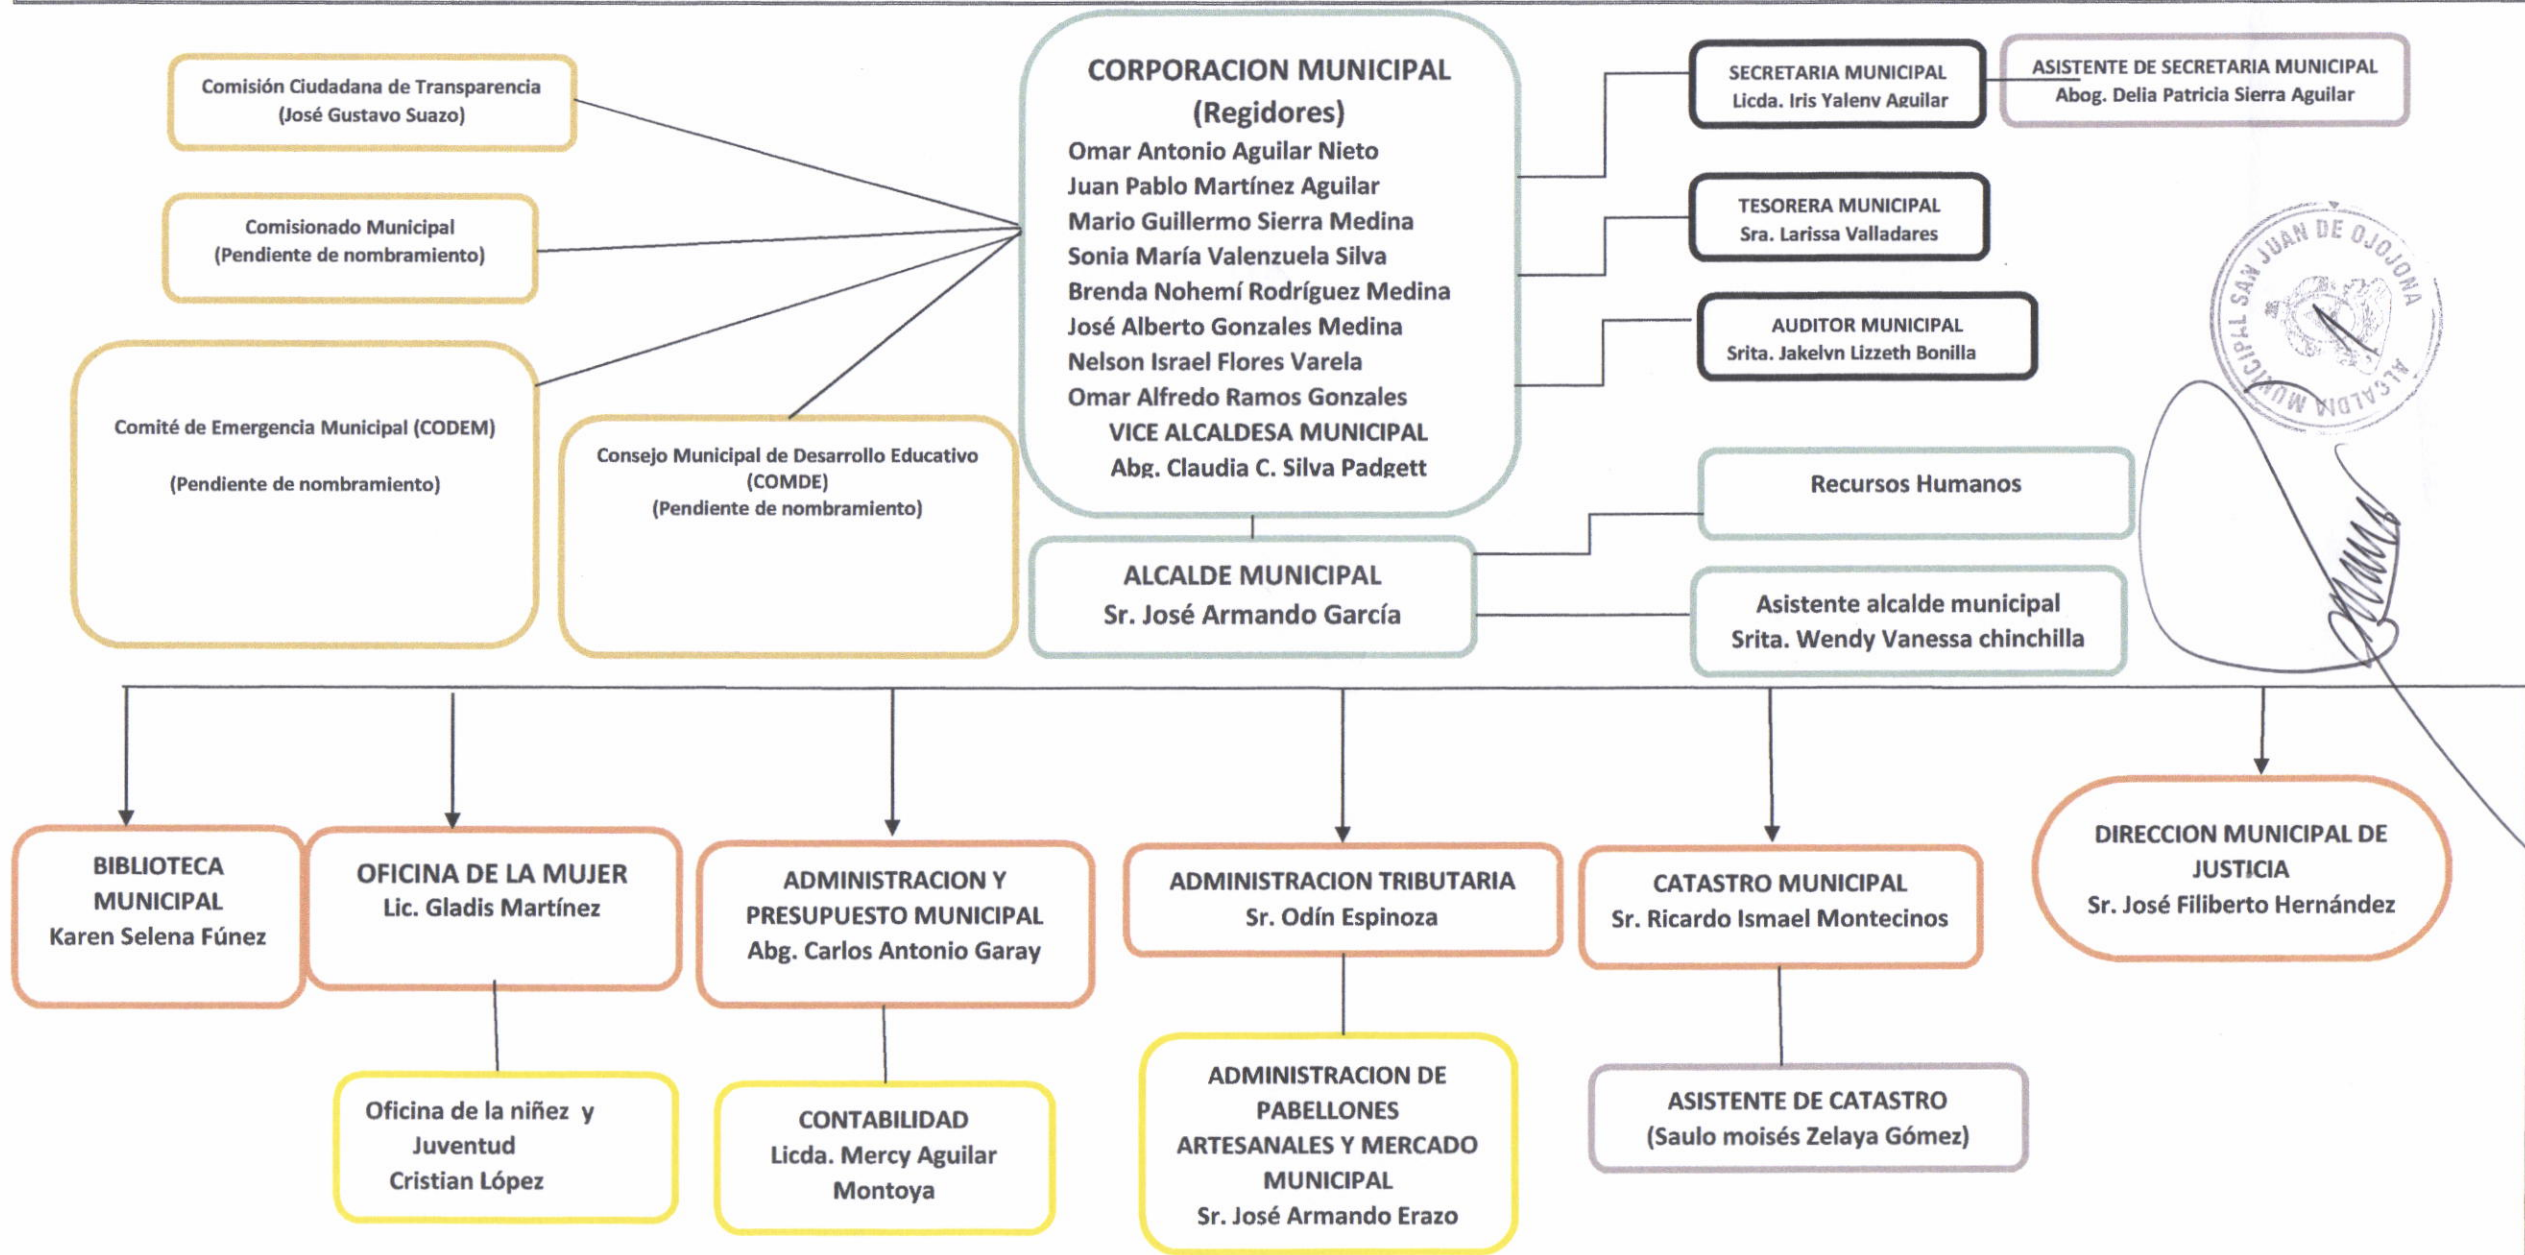 Comisión Ciudadana de Transparencia
(José Gustavo Suazo)
Comisionado Municipal
(Pendiente de nombramiento)
Comité de Emergencia Municipal (CODEM)
(Pendiente de nombramiento)
Consejo Municipal de Desarrollo Educativo
(COMDE)
(Pendiente de nombramiento)
CORPORACION MUNICIPAL
(Regidores)
Omar Antonio Aguilar Nieto
Juan Pablo Martínez Aguilar
Mario Guillermo Sierra Medina
Sonia María Valenzuela Silva
Brenda Nohemí Rodríguez Medina
José Alberto Gonzales Medina
Nelson Israel Flores Varela
Omar Alfredo Ramos Gonzales
VICE ALCALDESA MUNICIPAL
Abg. Claudia C. Silva Padgett
SECRETARIA MUNICIPAL
Licda. Iris Yaleny Aguilar
ASISTENTE DE SECRETARIA MUNICIPAL
Abog. Delia Patricia Sierra Aguilar
TESORERA MUNICIPAL
Sra. Larissa Valladares
AUDITOR MUNICIPAL
Srita. Jakelyn Lizzeth Bonilla
ALCALDIA MUNICIPAL SAN JUAN DE OJOJONA
ALCALDE MUNICIPAL
Sr. José Armando García
Recursos Humanos
Asistente alcalde municipal
Srita. Wendy Vanessa chinchilla
BIBLIOTECA
MUNICIPAL
Karen Selena Fúnez
OFICINA DE LA MUJER
Lic. Gladis Martínez
ADMINISTRACION Y
PRESUPUESTO MUNICIPAL
Abg. Carlos Antonio Garay
ADMINISTRACION TRIBUTARIA
Sr. Odín Espinoza
CATASTRO MUNICIPAL
Sr. Ricardo Ismael Montecinos
DIRECCION MUNICIPAL DE
JUSTICIA
Sr. José Filiberto Hernández
Oficina de la niñez y
Juventud
Cristian López
CONTABILIDAD
Licda. Mercy Aguilar
Montoya
ADMINISTRACION DE
PABELLONES
ARTESANALES Y MERCADO
MUNICIPAL
Sr. José Armando Erazo
ASISTENTE DE CATASTRO
(Saulo moisés Zelaya Gómez)